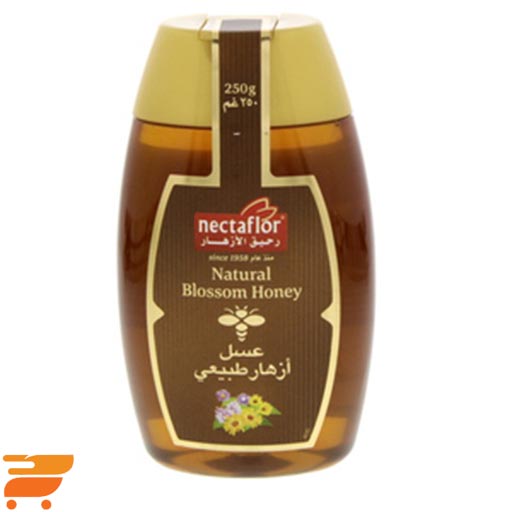 250g
٢٥٠ غم
nectaflor®
رحيق الأزهار
since 1958 منذ عام
Natural
Blossom Honey
عسل
أزهار طبيعي